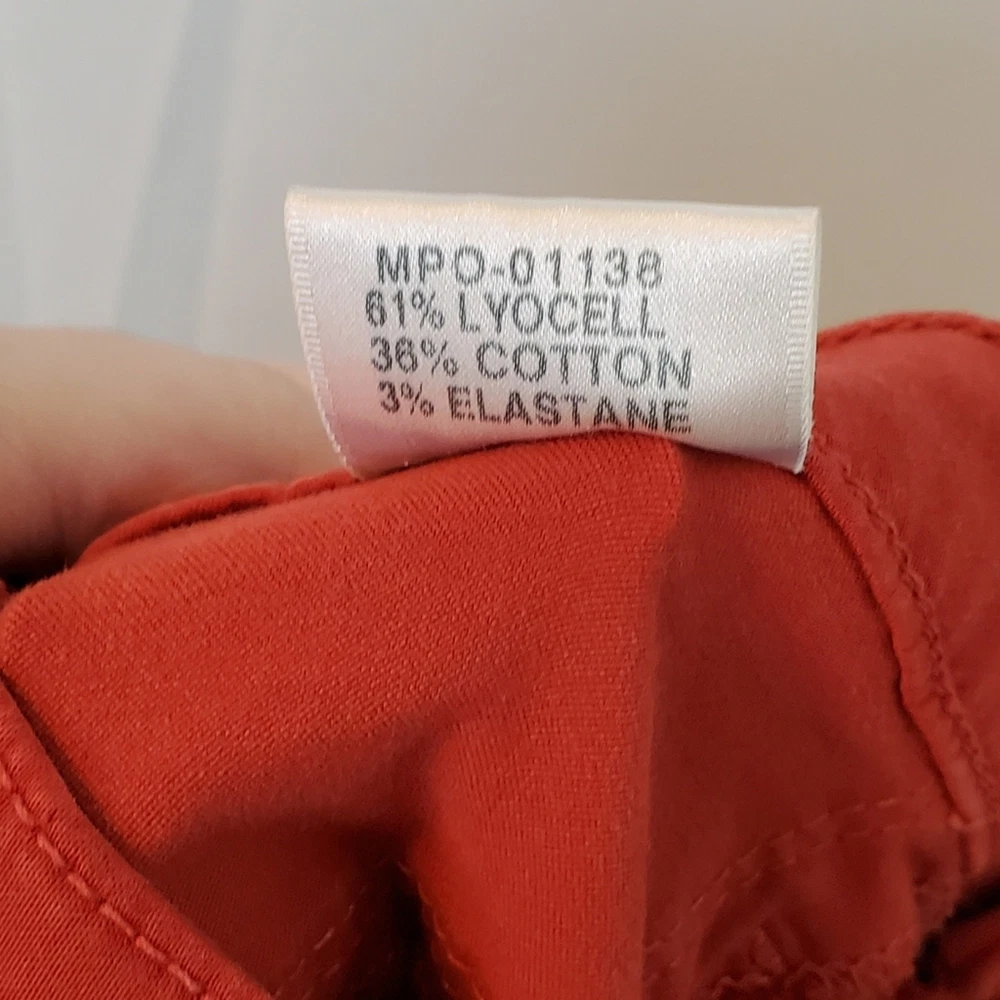 MPO-01138
61% LYOCELL
36% COTTON
3% ELASTANE